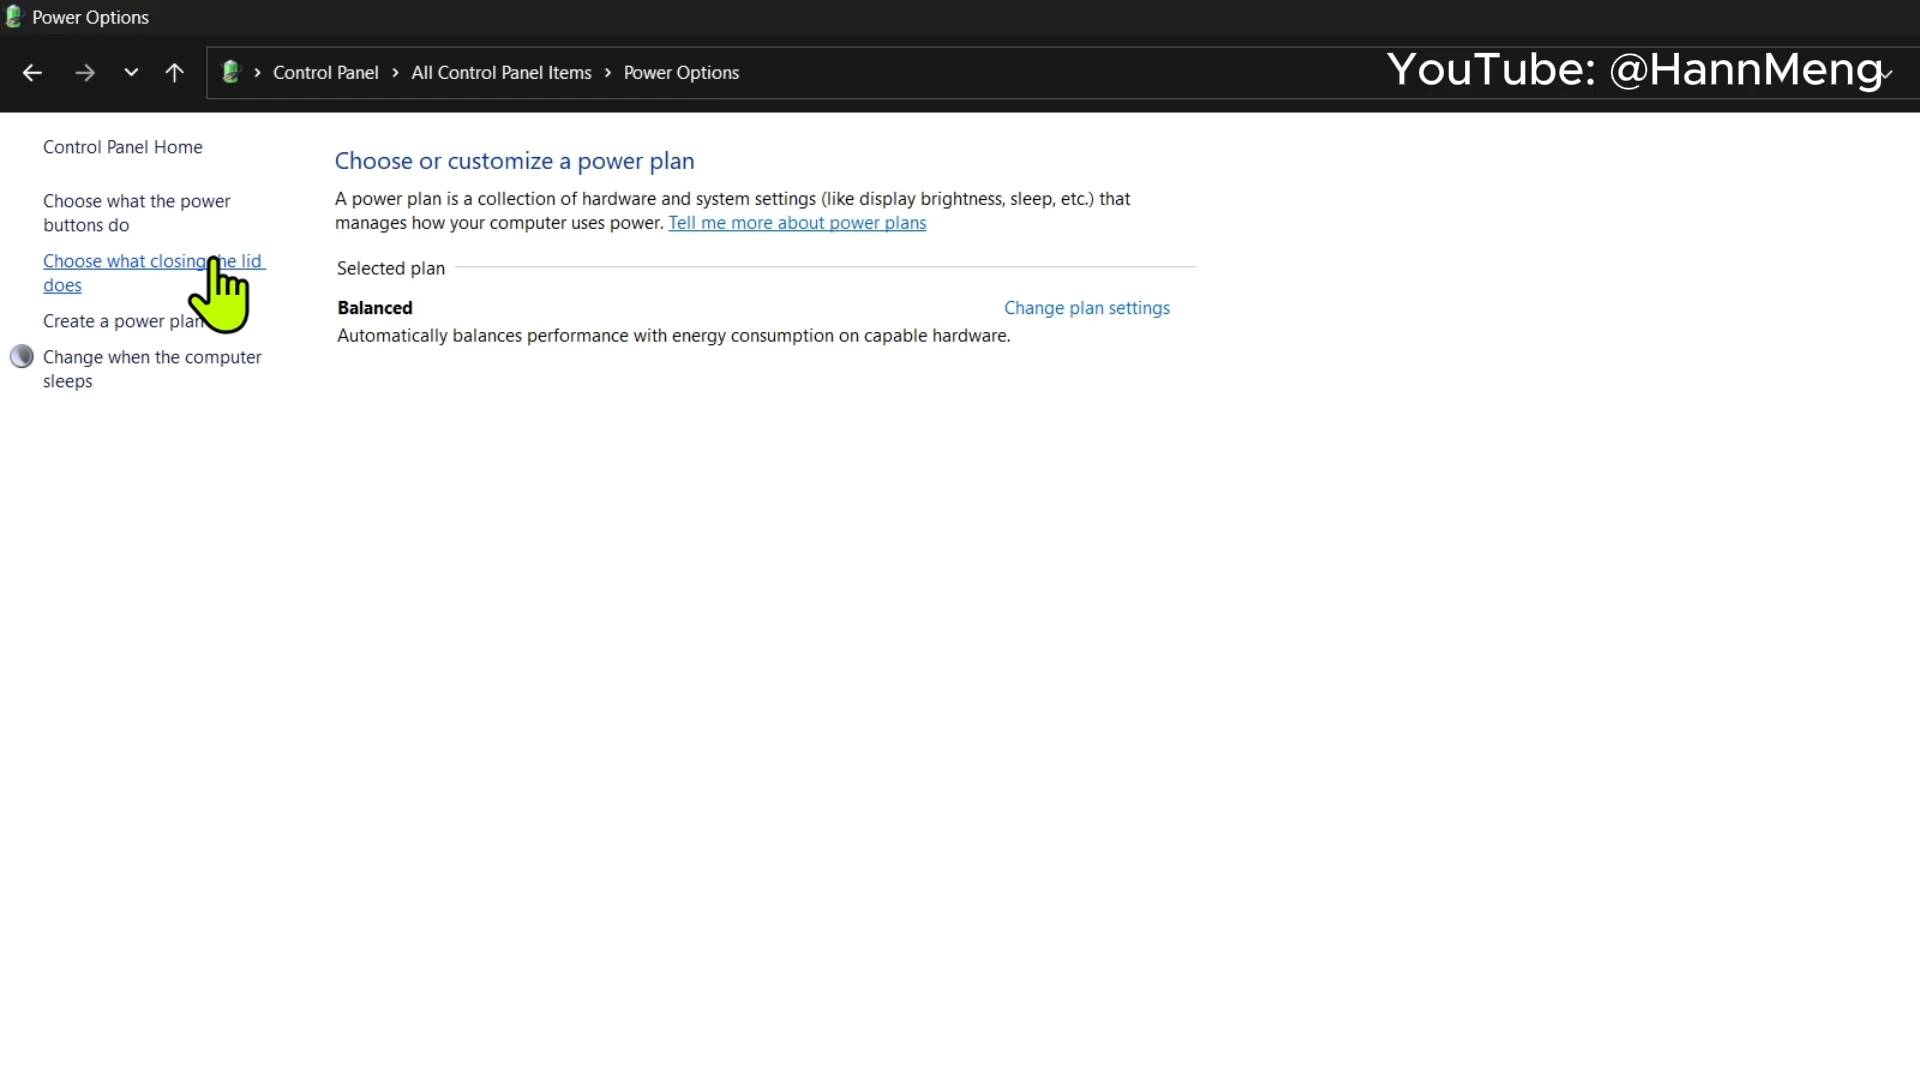 Power Options
Control Panel > All Control Panel Items > Power Options
YouTube: @HannMeng
Control Panel Home
Choose what the power
buttons do
Choose what closing the lid
does
Create a power plan
Change when the computer
sleeps
Choose or customize a power plan
A power plan is a collection of hardware and system settings (like display brightness, sleep, etc.) that
manages how your computer uses power. Tell me more about power plans
Selected plan
Balanced
Change plan settings
Automatically balances performance with energy consumption on capable hardware.